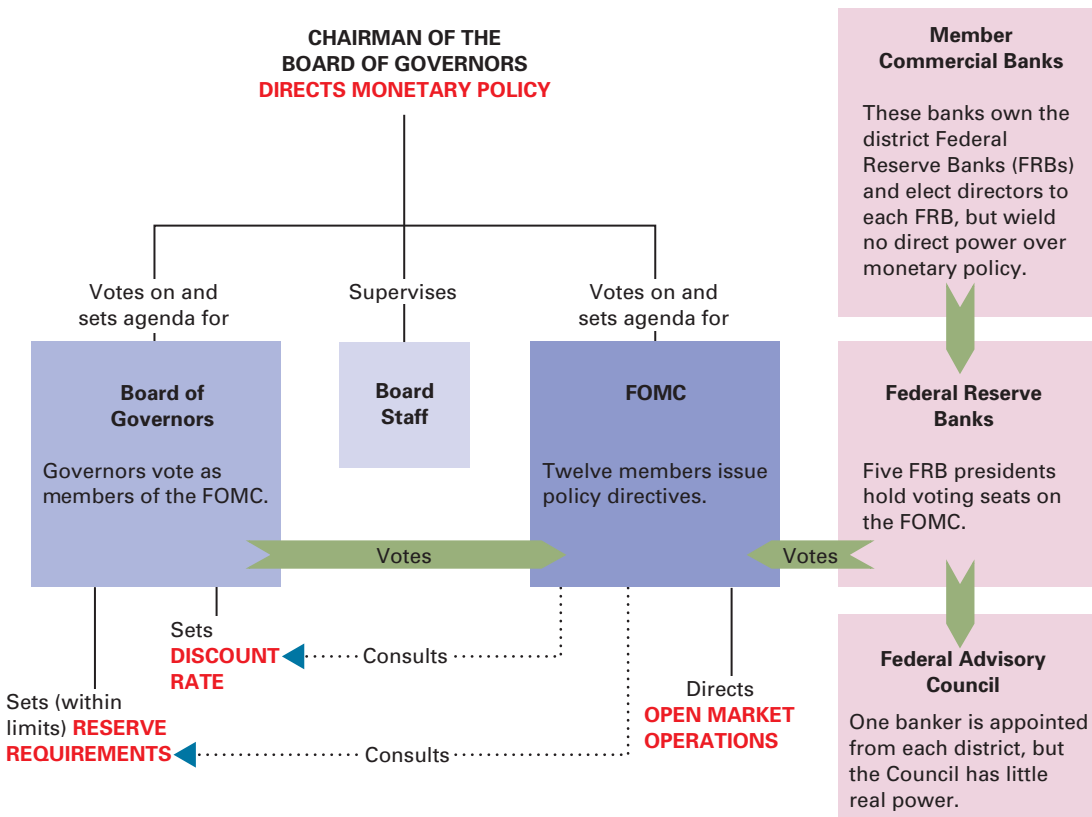 CHAIRMAN OF THE
BOARD OF GOVERNORS
DIRECTS MONETARY POLICY
Votes on and
sets agenda for
Supervises
Votes on and
sets agenda for
Board of
Governors
Governors vote as
members of the FOMC.
Board
Staff
FOMC
Twelve members issue
policy directives.
Votes
Votes
Sets
DISCOUNT
RATE
Consults
Sets (within
limits) RESERVE
REQUIREMENTS
Consults
Directs
OPEN MARKET
OPERATIONS
Member
Commercial Banks
These banks own the
district Federal
Reserve Banks (FRBs)
and elect directors to
each FRB, but wield
no direct power over
monetary policy.
Federal Reserve
Banks
Five FRB presidents
hold voting seats on
the FOMC.
Federal Advisory
Council
One banker is appointed
from each district, but
the Council has little
real power.